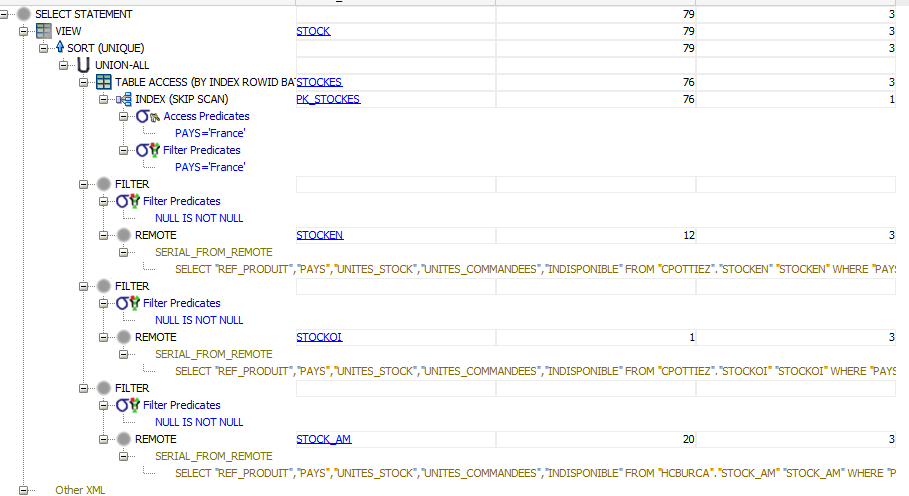 SELECT STATEMENT 79 3
VIEW STOCK 79 3
SORT (UNIQUE) 79 3
UNION-ALL
TABLE ACCESS (BY INDEX ROWID BAT STOCKES 76 3
INDEX (SKIP SCAN) PK_STOCKES 76 1
Access Predicates
PAYS='France'
Filter Predicates
PAYS='France'
FILTER
Filter Predicates
NULL IS NOT NULL
REMOTE STOCKEN 12 3
SERIAL_FROM_REMOTE
SELECT "REF_PRODUIT","PAYS","UNITES_STOCK","UNITES_COMMANDEES","INDISPONIBLE" FROM "CPOTTIEZ"."STOCKEN" "STOCKEN" WHERE "PAYS
FILTER
Filter Predicates
NULL IS NOT NULL
REMOTE STOCKOI 1 3
SERIAL_FROM_REMOTE
SELECT "REF_PRODUIT","PAYS","UNITES_STOCK","UNITES_COMMANDEES","INDISPONIBLE" FROM "CPOTTIEZ"."STOCKOI" "STOCKOI" WHERE "PAYS
FILTER
Filter Predicates
NULL IS NOT NULL
REMOTE STOCK_AM 20 3
SERIAL_FROM_REMOTE
SELECT "REF_PRODUIT","PAYS","UNITES_STOCK","UNITES_COMMANDEES","INDISPONIBLE" FROM "HCBURCA"."STOCK_AM" "STOCK_AM" WHERE "P
Other XML